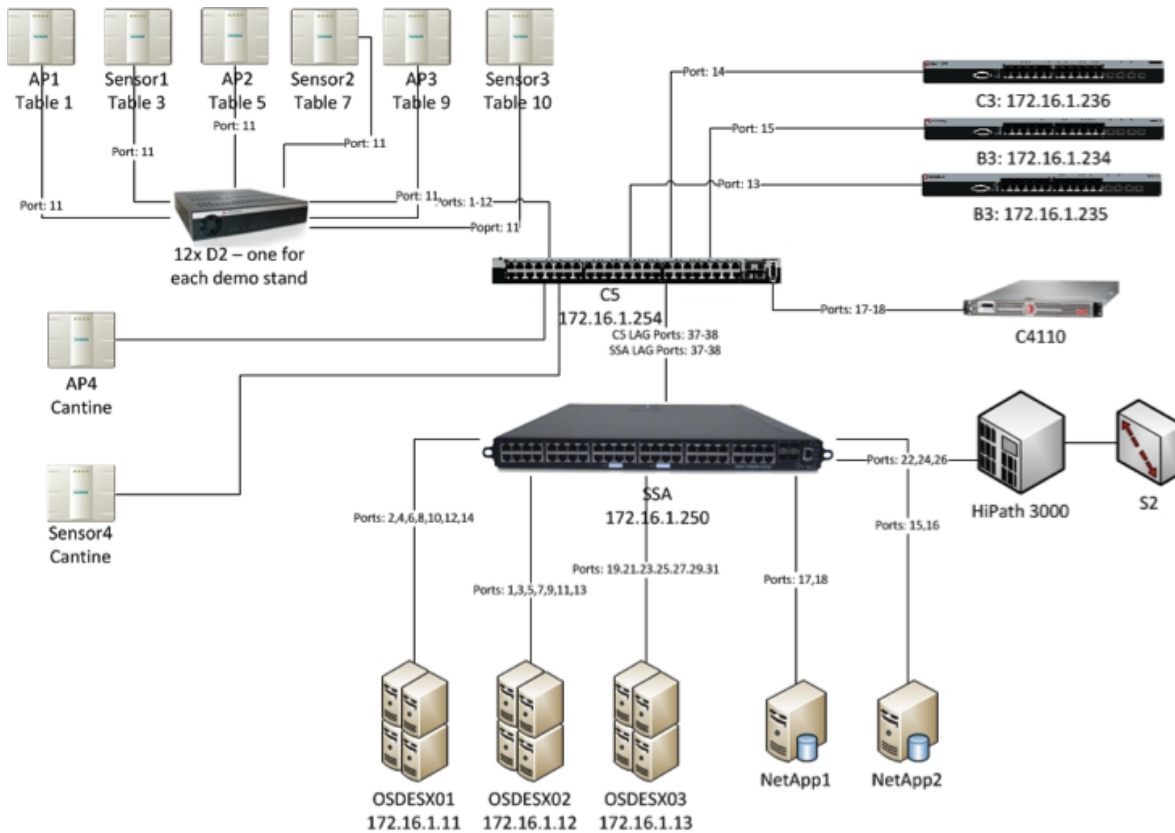 AP1
Table 1
Sensor1
Table 3
AP2
Table 5
Sensor2
Table 7
AP3
Table 9
Sensor3
Table 10
Port: 11
Port: 11
Port: 11
Port: 11
Port: 11
Ports: 1-12
Poprt: 11
12x D2 – one for
each demo stand
Port: 14
C3: 172.16.1.236
Port: 15
B3: 172.16.1.234
Port: 13
B3: 172.16.1.235
C5
172.16.1.254
C5 LAG Ports: 37-38
SSA LAG Ports: 37-38
Ports: 17-18
C4110
AP4
Cantine
Sensor4
Cantine
SSA
172.16.1.250
Ports: 22,24,26
HiPath 3000
S2
Ports: 2,4,6,8,10,12,14
Ports: 1,3,5,7,9,11,13
Ports: 19.21.23.25.27.29.31
Ports: 17,18
Ports: 15,16
OSDESX01
172.16.1.11
OSDESX02
172.16.1.12
OSDESX03
172.16.1.13
NetApp1
NetApp2